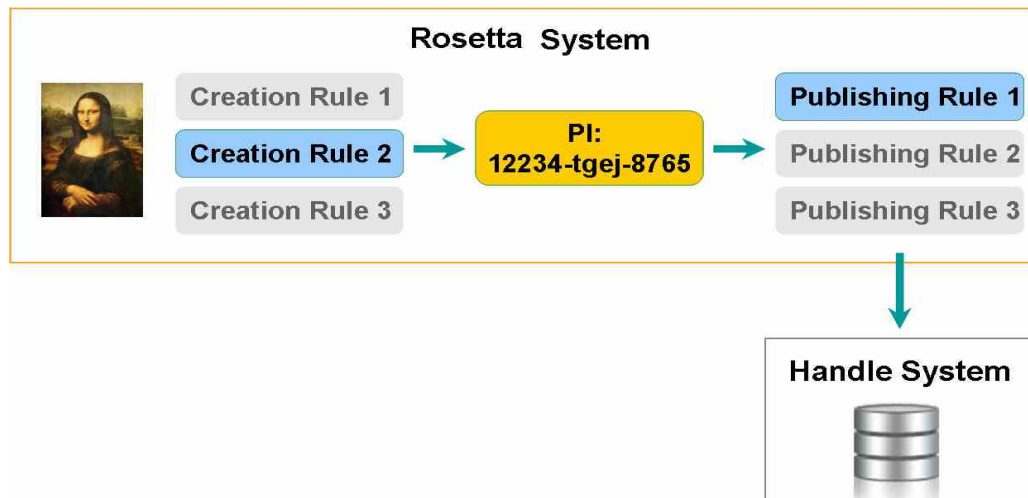 Rosetta System
Creation Rule 1
Creation Rule 2
Creation Rule 3
PI:
12234-tgej-8765
Publishing Rule 1
Publishing Rule 2
Publishing Rule 3
Handle System